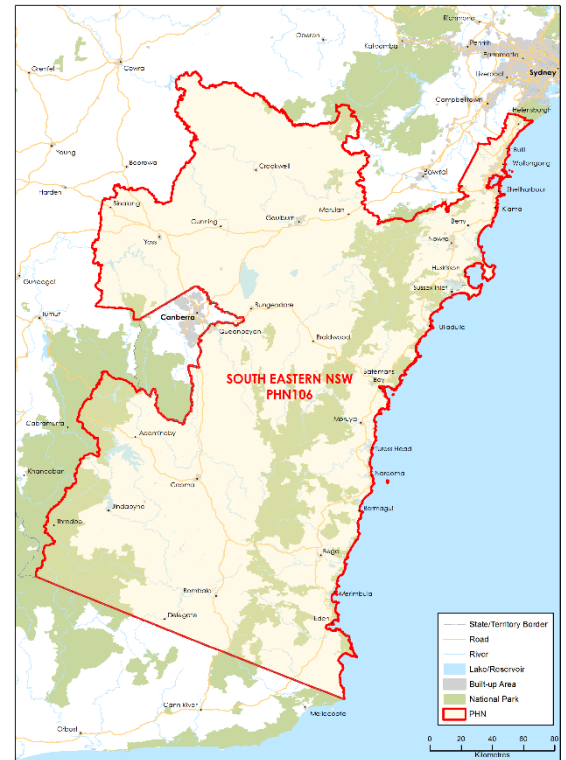 Richmond
Orange
Katoomba
Penrith
Parramatta
Grenfell
Cowra
Liverpool
Sydney
Campbelltown
Helensburgh
Young
Boorowa
Bulli
Wollongong
Crookwell
Bowral
Shellharbour
Harden
Binalong
Kiama
Gunning
Goulburn
Marulan
Berry
Yass
Nowra
Huskisson
Gundagai
Sussex Inlet
Tumut
Canberra
Bungendore
Ulladulla
Queanbeyan
Braidwood
SOUTH EASTERN NSW
PHN106
Batemans
Bay
Moruya
Adaminaby
Cabramurra
Tuross Head
Khancoban
Narooma
Cooma
Jindabyne
Bermagui
Thredbo
Bega
Bombala
Merimbula
Delegate
Eden
Cann River
Mallacoota
Orbost
State/Territory Border
Road
River
Lake/Reservoir
Built-up Area
National Park
PHN
0 20 40 60 80
Kilometres